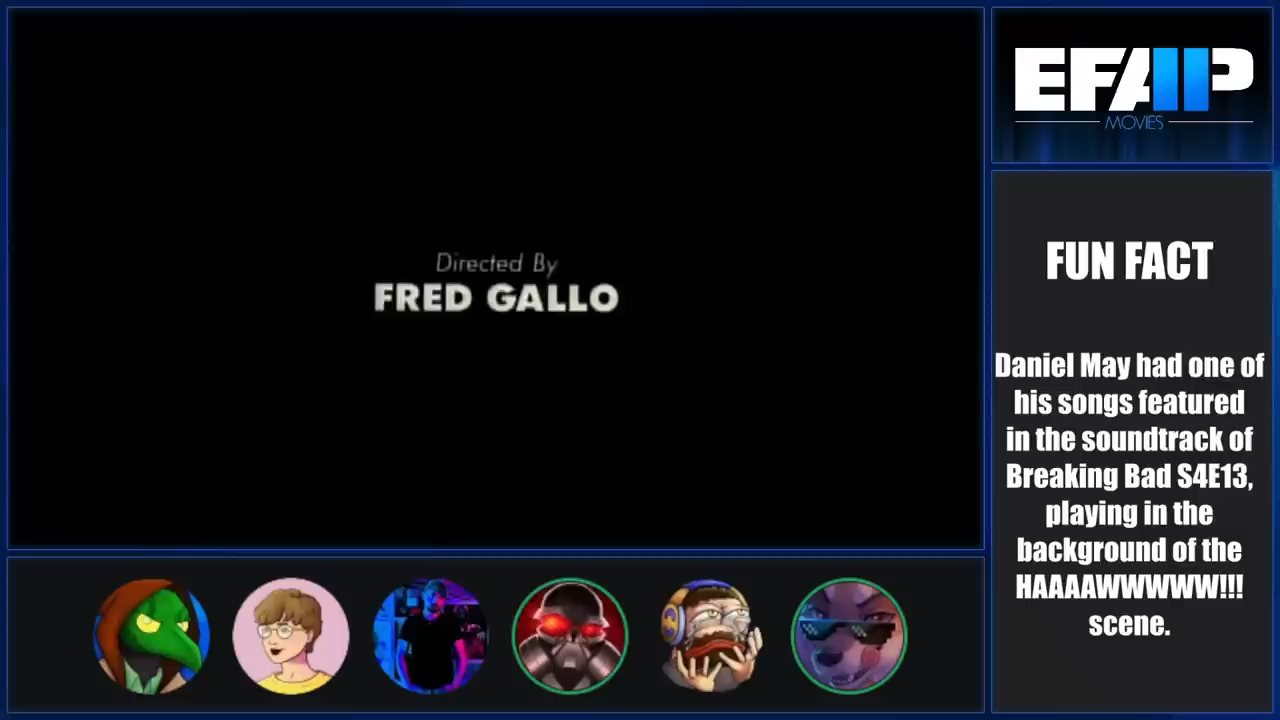 Directed By
FRED GALLO
EFAP
MOVIES
FUN FACT
Daniel May had one of
his songs featured
in the soundtrack of
Breaking Bad S4E13,
playing in the
background of the
HAAAAWWWWW!!!
scene.